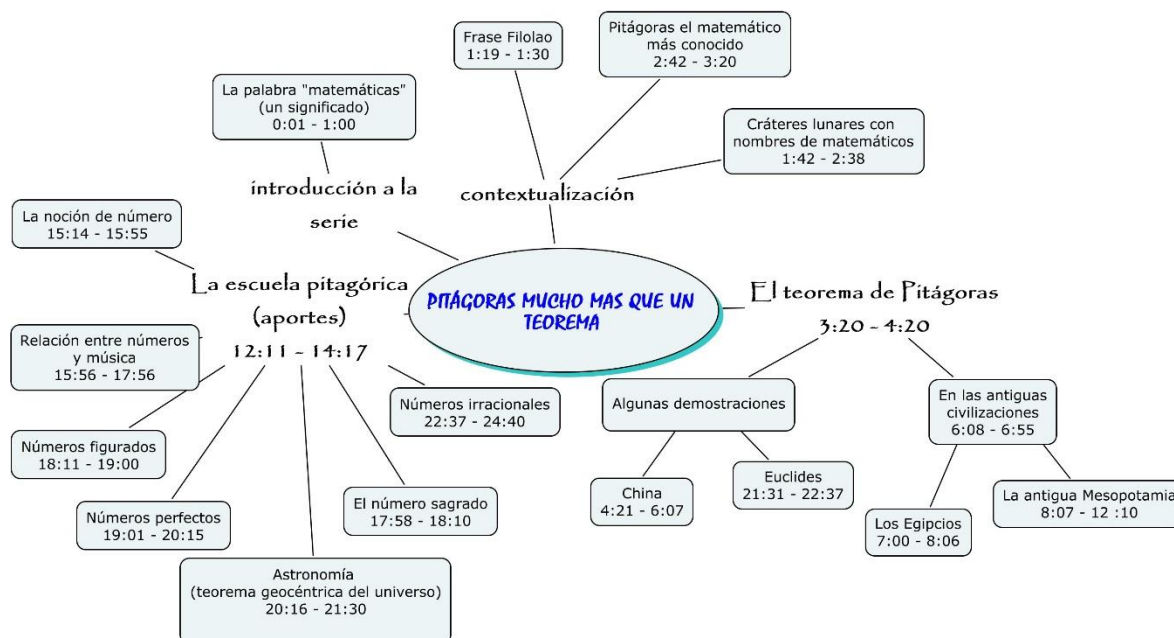 Frase Filolao
1:19 - 1:30
Pitágoras el matemático
más conocido
2:42 - 3:20
La palabra "matemáticas"
(un significado)
0:01 - 1:00
Cráteres lunares con
nombres de matemáticos
1:42 - 2:38
introducción a la
serie
contextualización
La noción de número
15:14 - 15:55
La escuela pitagórica
(aportes)
12:11 - 14:17
PITÁGORAS MUCHO MAS QUE UN
TEOREMA
El teorema de Pitágoras
3:20 - 4:20
Relación entre números
y música
15:56 - 17:56
Números irracionales
22:37 - 24:40
Algunas demostraciones
En las antiguas
civilizaciones
6:08 - 6:55
Números figurados
18:11 - 19:00
Números perfectos
19:01 - 20:15
El número sagrado
17:58 - 18:10
China
4:21 - 6:07
Euclides
21:31 - 22:37
Los Egipcios
7:00 - 8:06
La antigua Mesopotamia
8:07 - 12 :10
Astronomía
(teorema geocéntrica del universo)
20:16 - 21:30